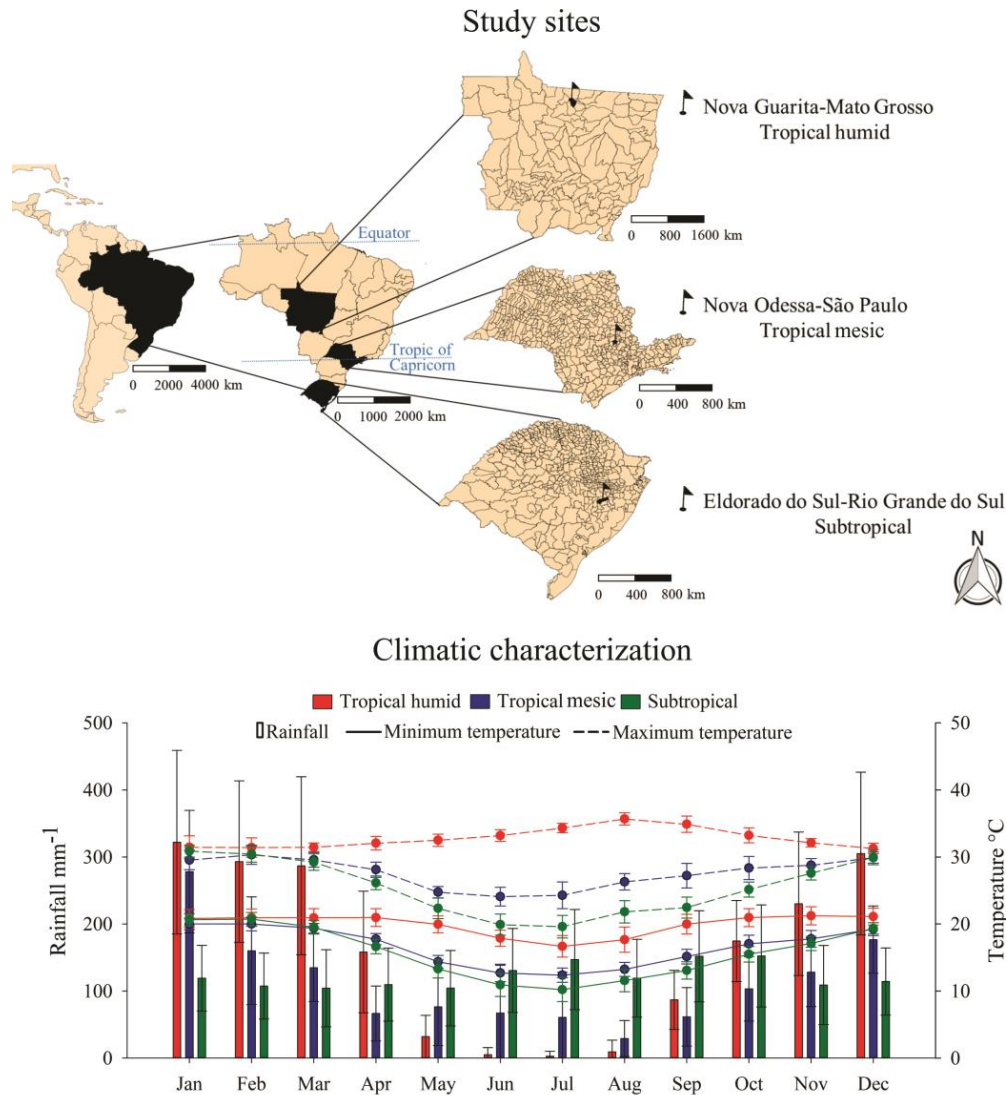 Study sites
Nova Guarita-Mato Grosso
Tropical humid
0 800 1600 km
Equator
Nova Odessa-São Paulo
Tropical mesic
Tropic of
Capricorn
0 2000 4000 km
0 400 800 km
0 1000 2000 km
Eldorado do Sul-Rio Grande do Sul
Subtropical
N
0 400 800 km
Climatic characterization
Tropical humid Tropical mesic Subtropical
Rainfall Minimum temperature Maximum temperature
Rainfall mm-1
500
400
300
200
100
0
Temperature °C
50
40
30
20
10
0
Jan Feb Mar Apr May Jun Jul Aug Sep Oct Nov Dec